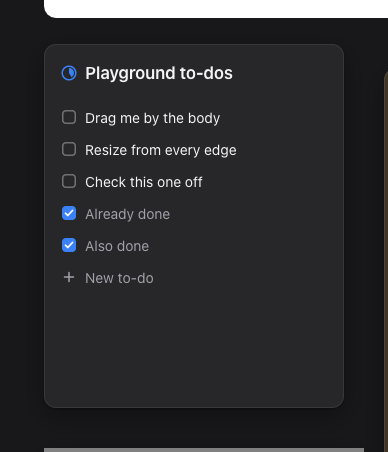 Playground to-dos
Drag me by the body
Resize from every edge
Check this one off
Already done
Also done
New to-do